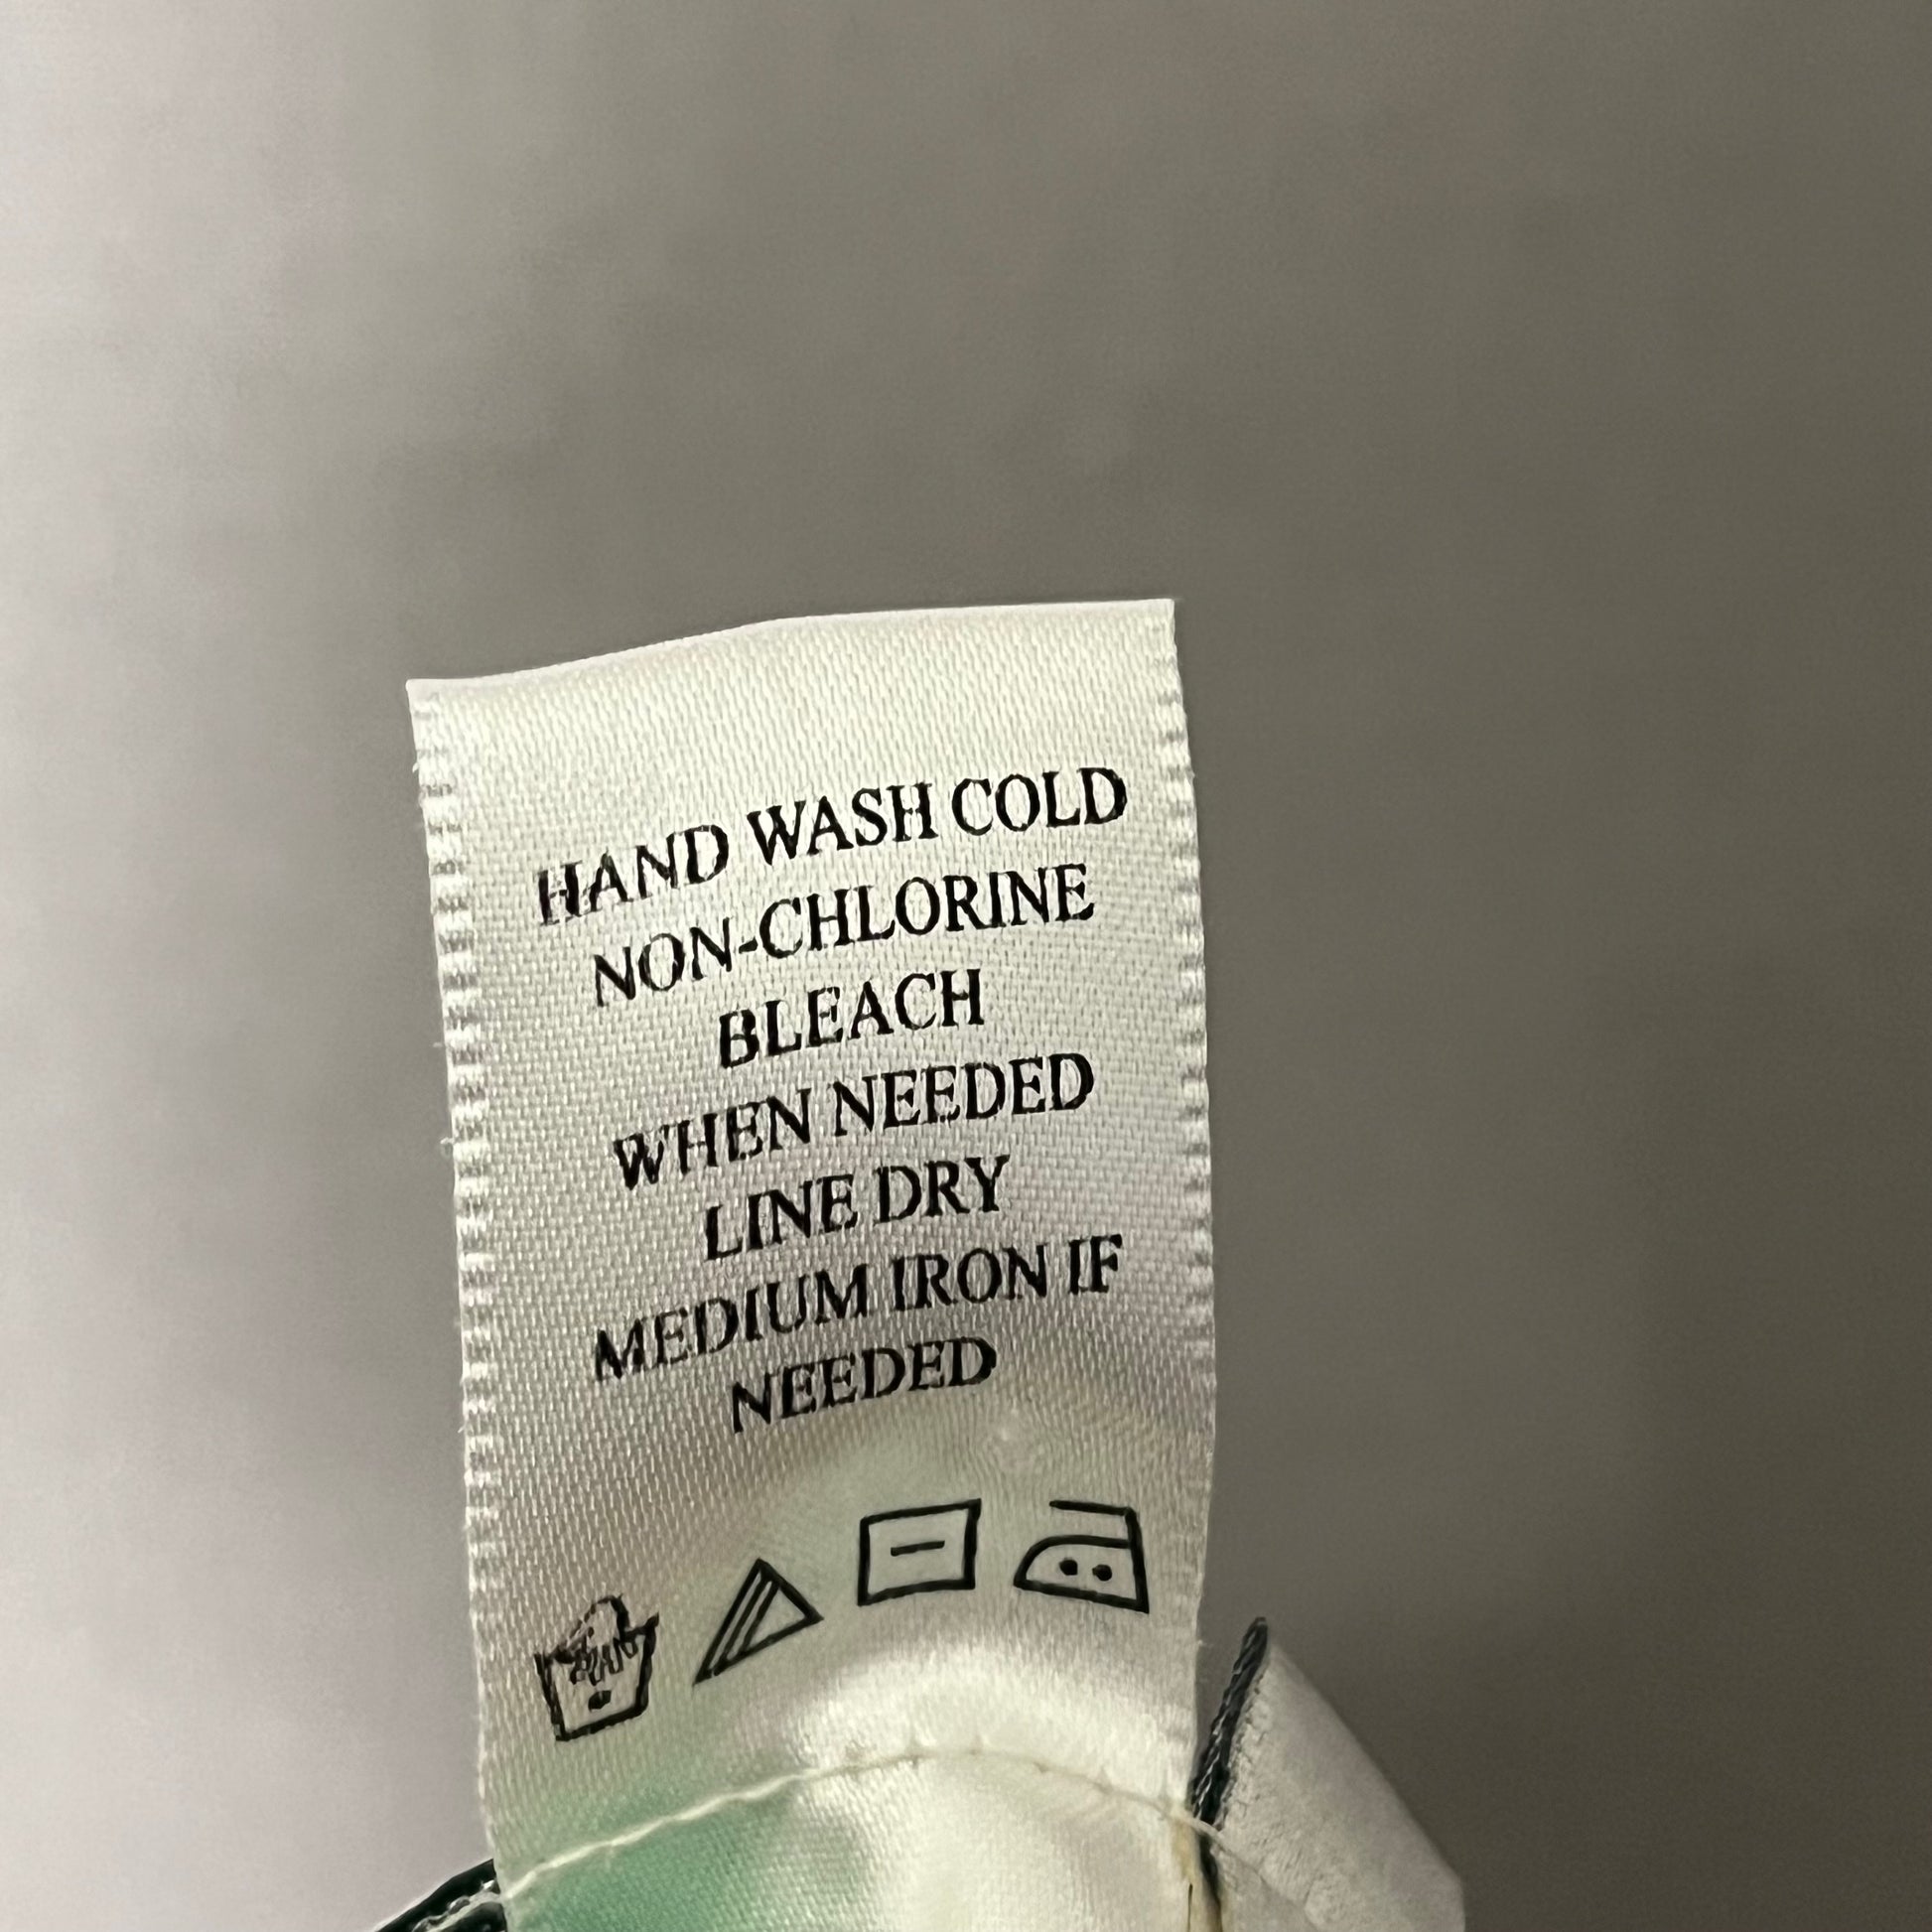 HAND WASH COLD
NON-CHLORINE
BLEACH
WHEN NEEDED
LINE DRY
MEDIUM IRON IF
NEEDED